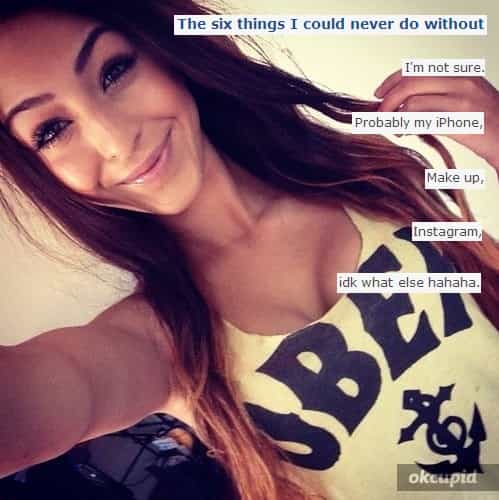 The six things I could never do without
I'm not sure.
Probably my iPhone,
Make up,
Instagram,
idk what else hahaha.
OBEY
okcupid